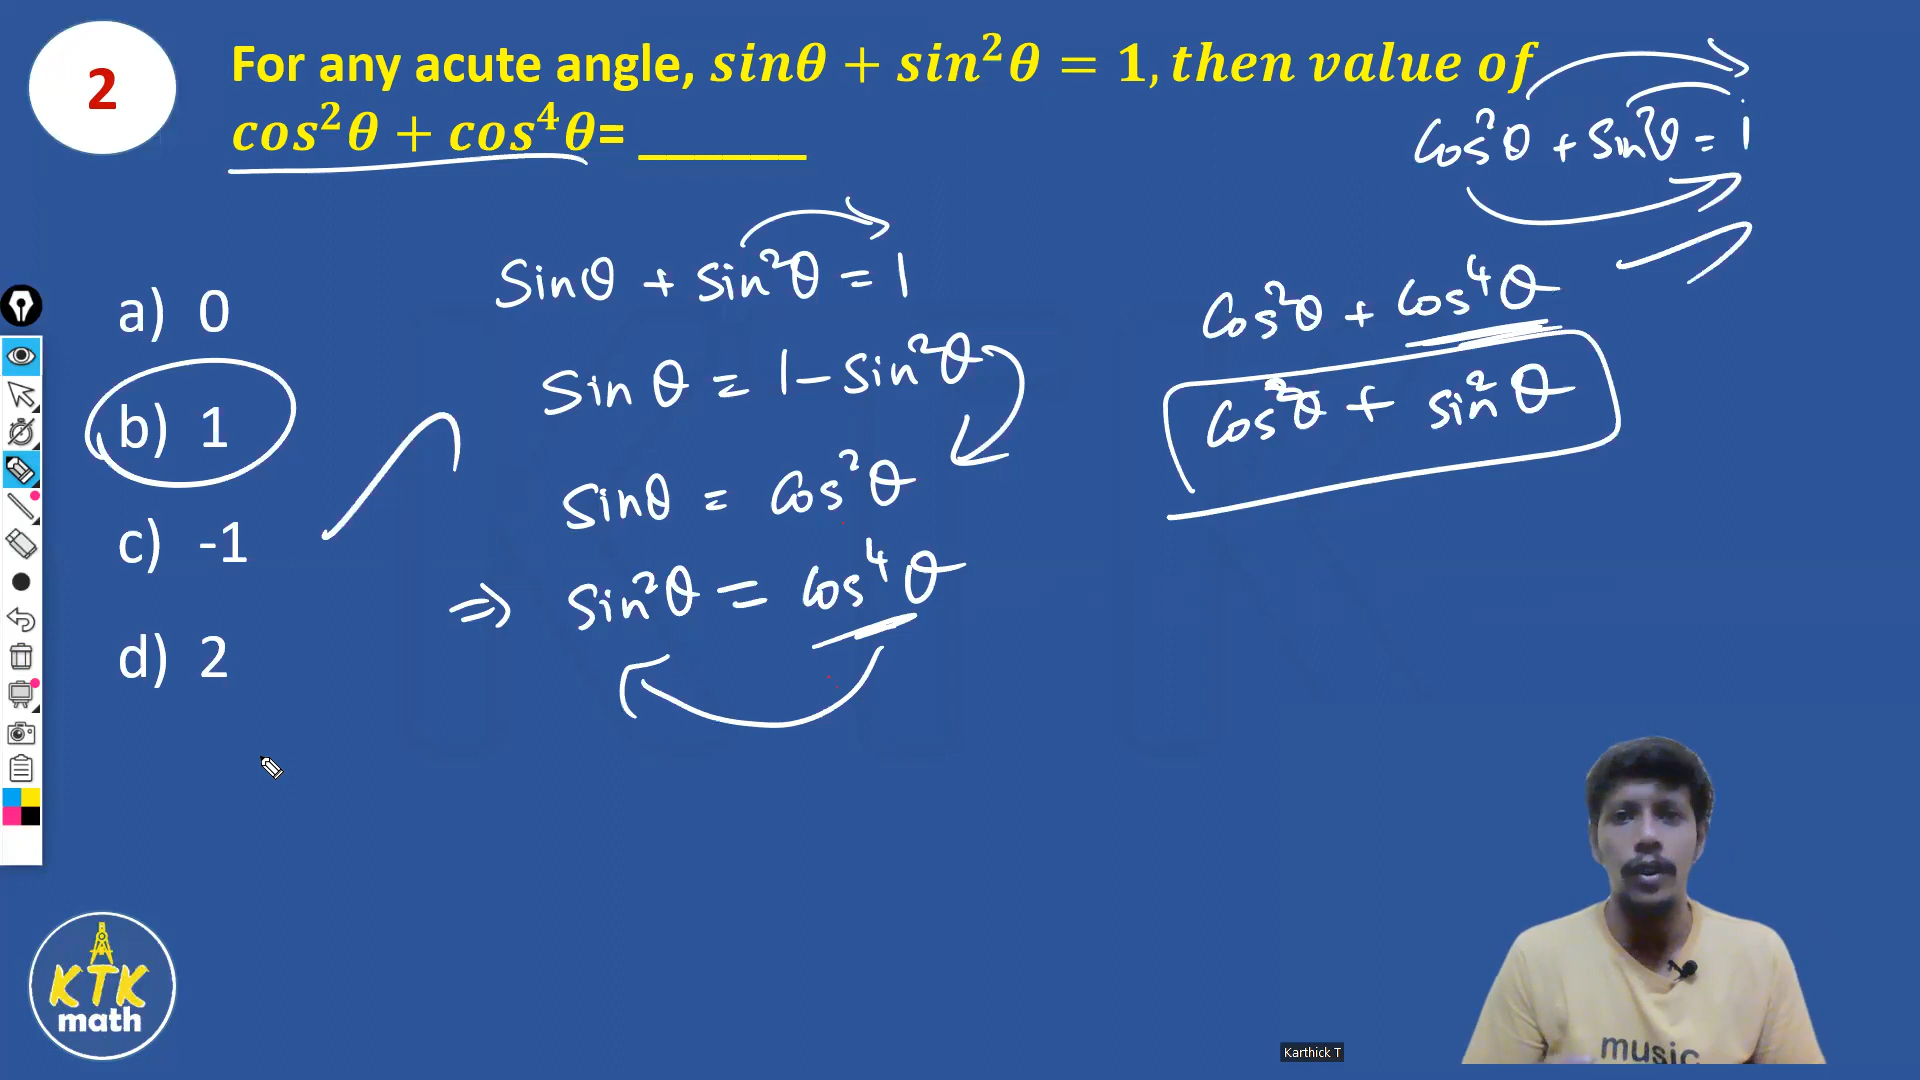 2
For any acute angle, sinθ + sin²θ = 1, then value of
cos²θ + cos⁴θ= ______
Cos²θ + Sin²θ = 1
a) 0
b) 1
c) -1
d) 2
Sinθ + sin²θ = 1
Sin θ = 1 - Sin²θ
Sinθ = Cos²θ
⇒ Sin²θ = Cos⁴θ
Cos²θ + Cos⁴θ
Cos²θ + Sin²θ
KTK
math
Karthick T
music